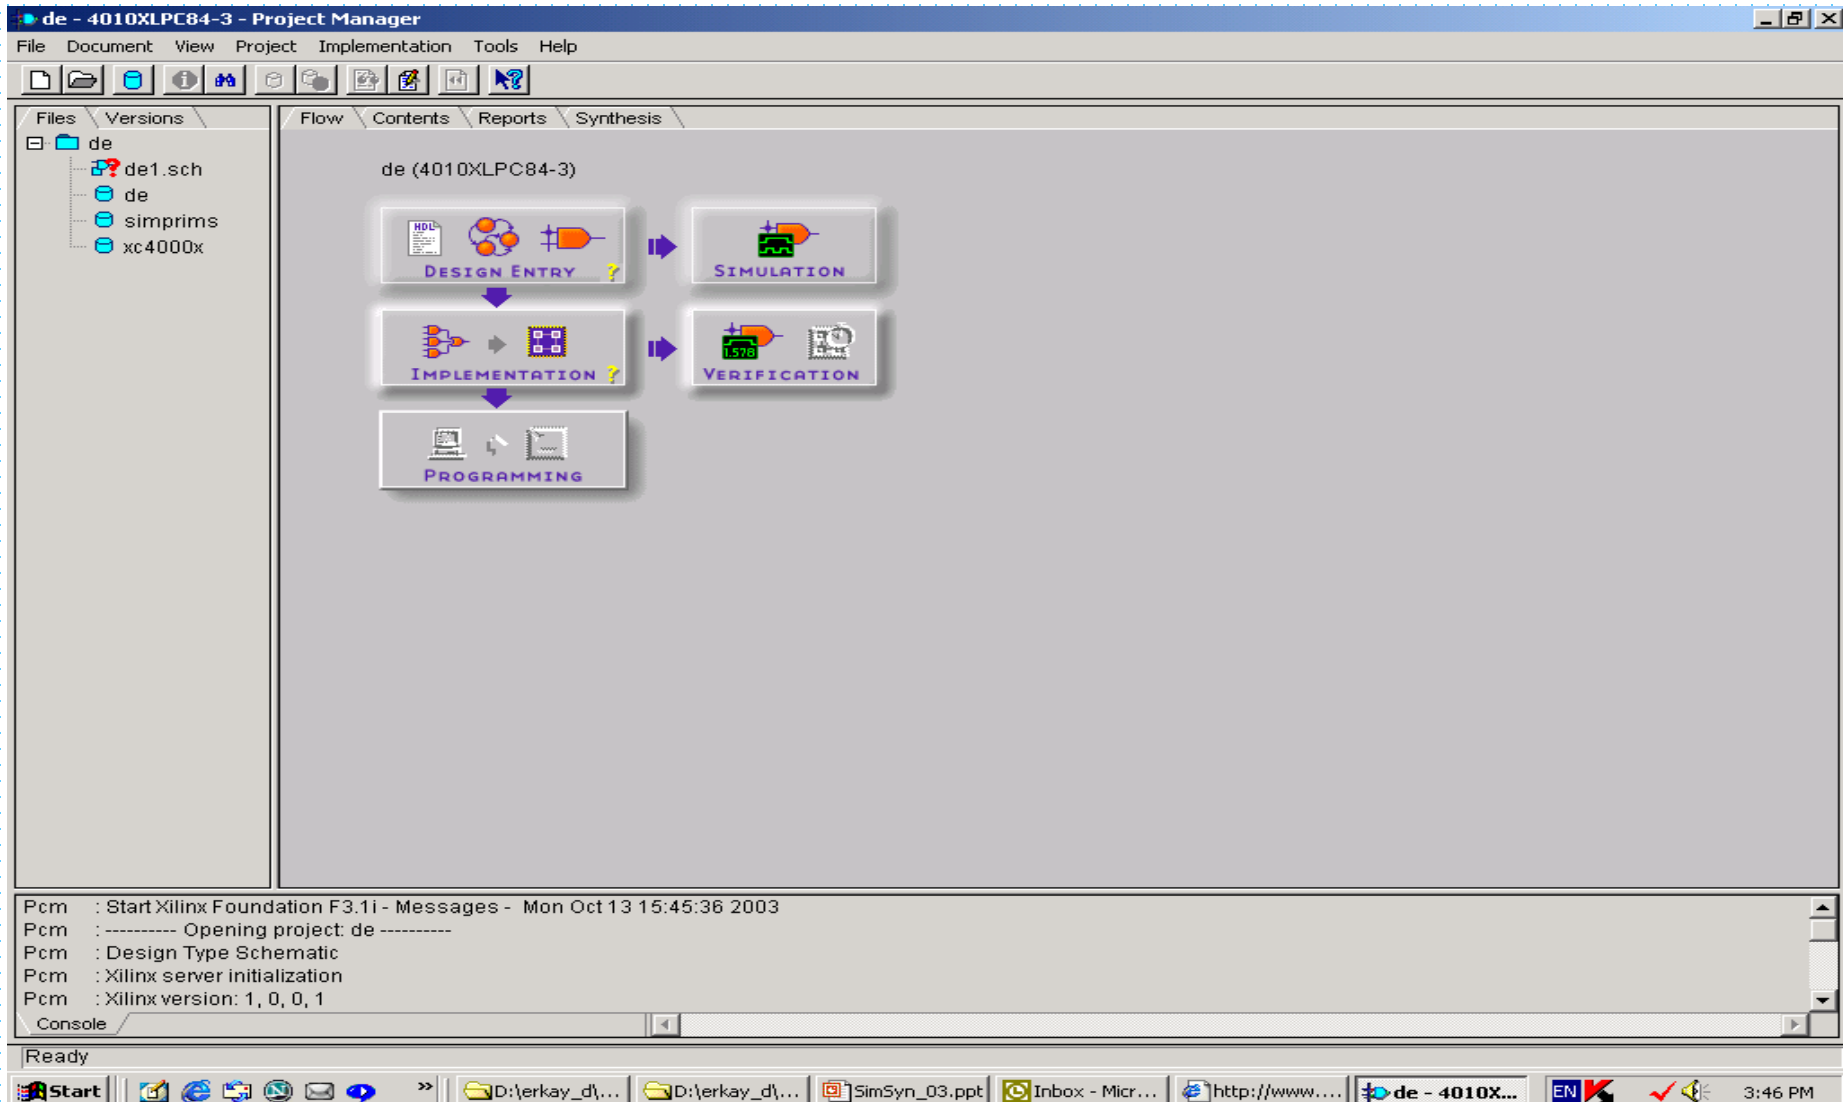 de - 4010XLPC84-3 - Project Manager
File Document View Project Implementation Tools Help
Files Versions
Flow Contents Reports Synthesis
de
de1.sch
de
simprims
xc4000x
de (4010XLPC84-3)
HDL
DESIGN ENTRY ?
SIMULATION
1.578
IMPLEMENTATION ?
VERIFICATION
PROGRAMMING
Pcm : Start Xilinx Foundation F3.1i - Messages - Mon Oct 13 15:45:36 2003
Pcm : ---------- Opening project: de ----------
Pcm : Design Type Schematic
Pcm : Xilinx server initialization
Pcm : Xilinx version: 1, 0, 0, 1
Console
Ready
Start » D:\erkay_d\... D:\erkay_d\... SimSyn_03.ppt Inbox - Micr... http://www.... de - 4010X... EN 3:46 PM